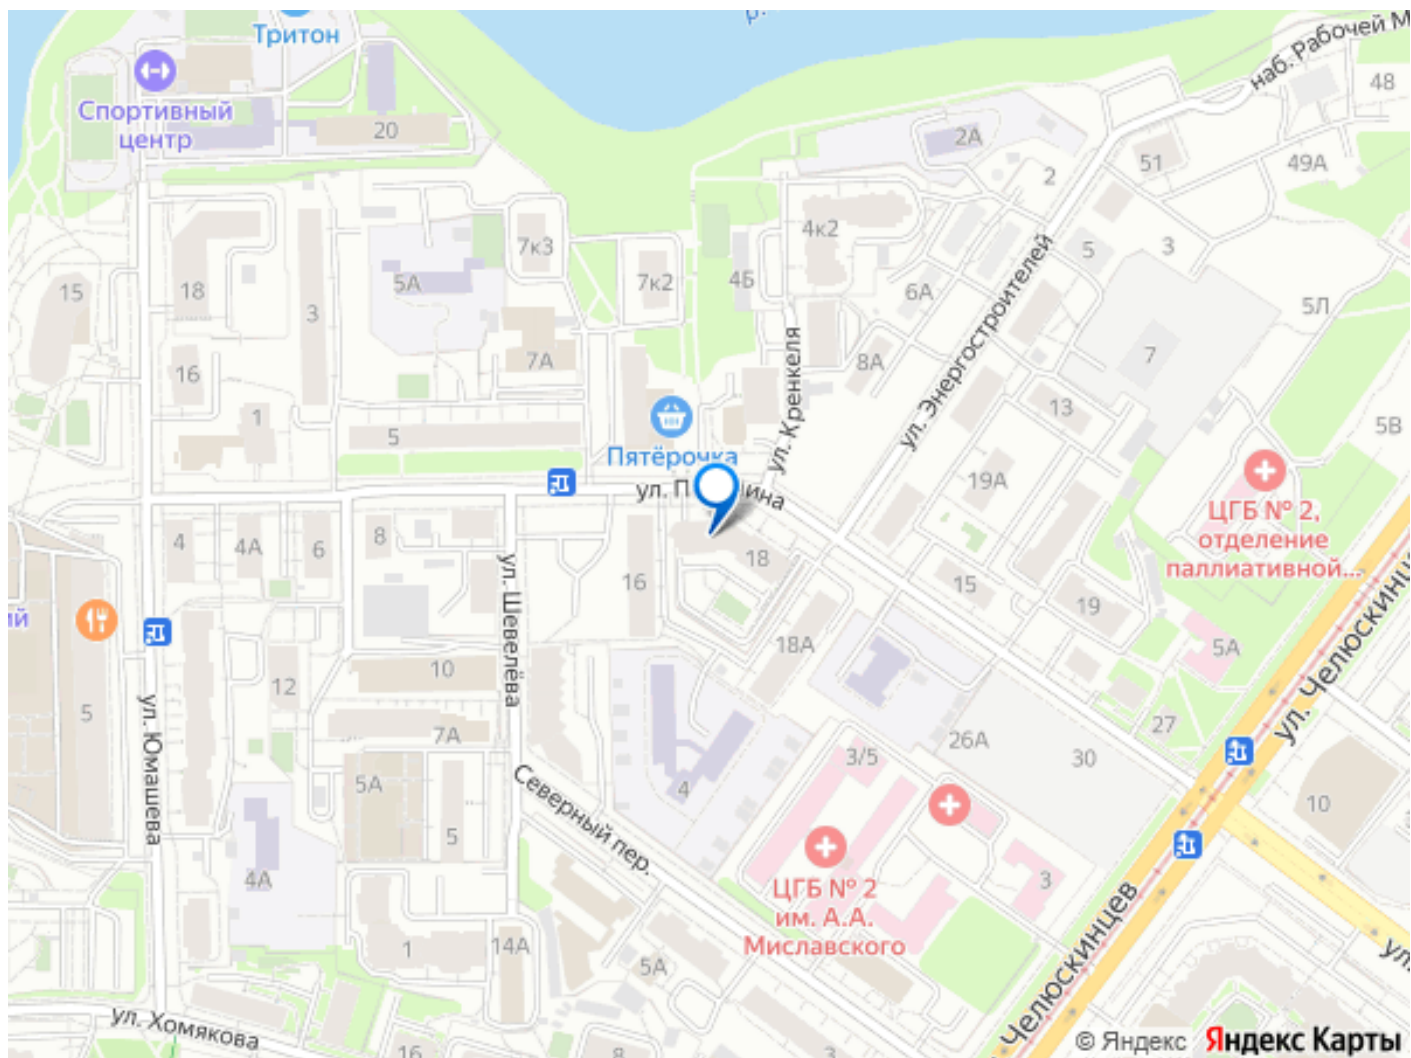 Тритон
р.
наб. Рабочей М
48
Спортивный
центр
20
2А
51
49А
2
4к2
7к3
5
3
15
18
5А
7к2
4Б
6А
5Л
3
ул. Энергостроителей
16
7А
8А
7
ул. Кренкеля
13
1
5
5В
Пятёрочка
19А
ул. П
ина
ЦГБ № 2,
отделение
паллиативной...
4
4А
6
8
18
16
15
19
ул. Шевелёва
ий
18А
5А
10
12
5
27
ул. Юмашева
7А
26А
3/5
30
ул. Челюскинц
5А
4
10
5
Северный пер.
ЦГБ № 2
им. А.А.
Миславского
4А
3
1
14А
5А
Челюскинцев
ул.
ул. Хомякова
16
8
3
© Яндекс Яндекс Карты